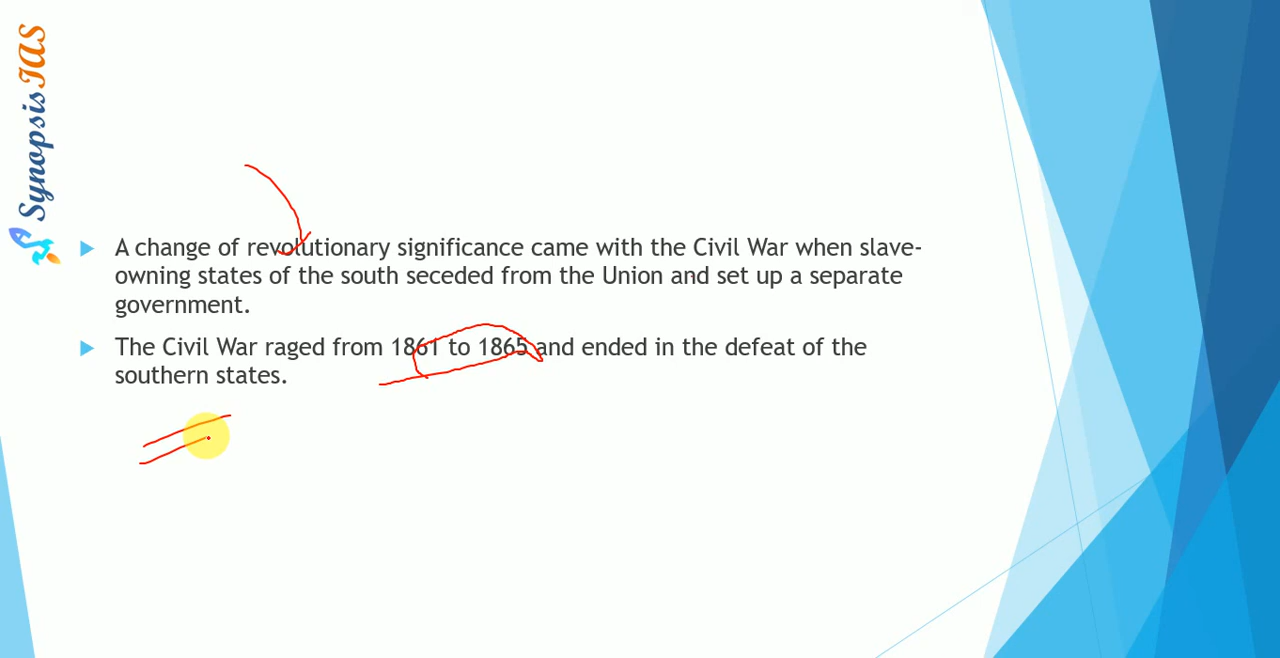 Synopsis IAS
A change of revolutionary significance came with the Civil War when slave-
owning states of the south seceded from the Union and set up a separate
government.
The Civil War raged from 1861 to 1865 and ended in the defeat of the
southern states.